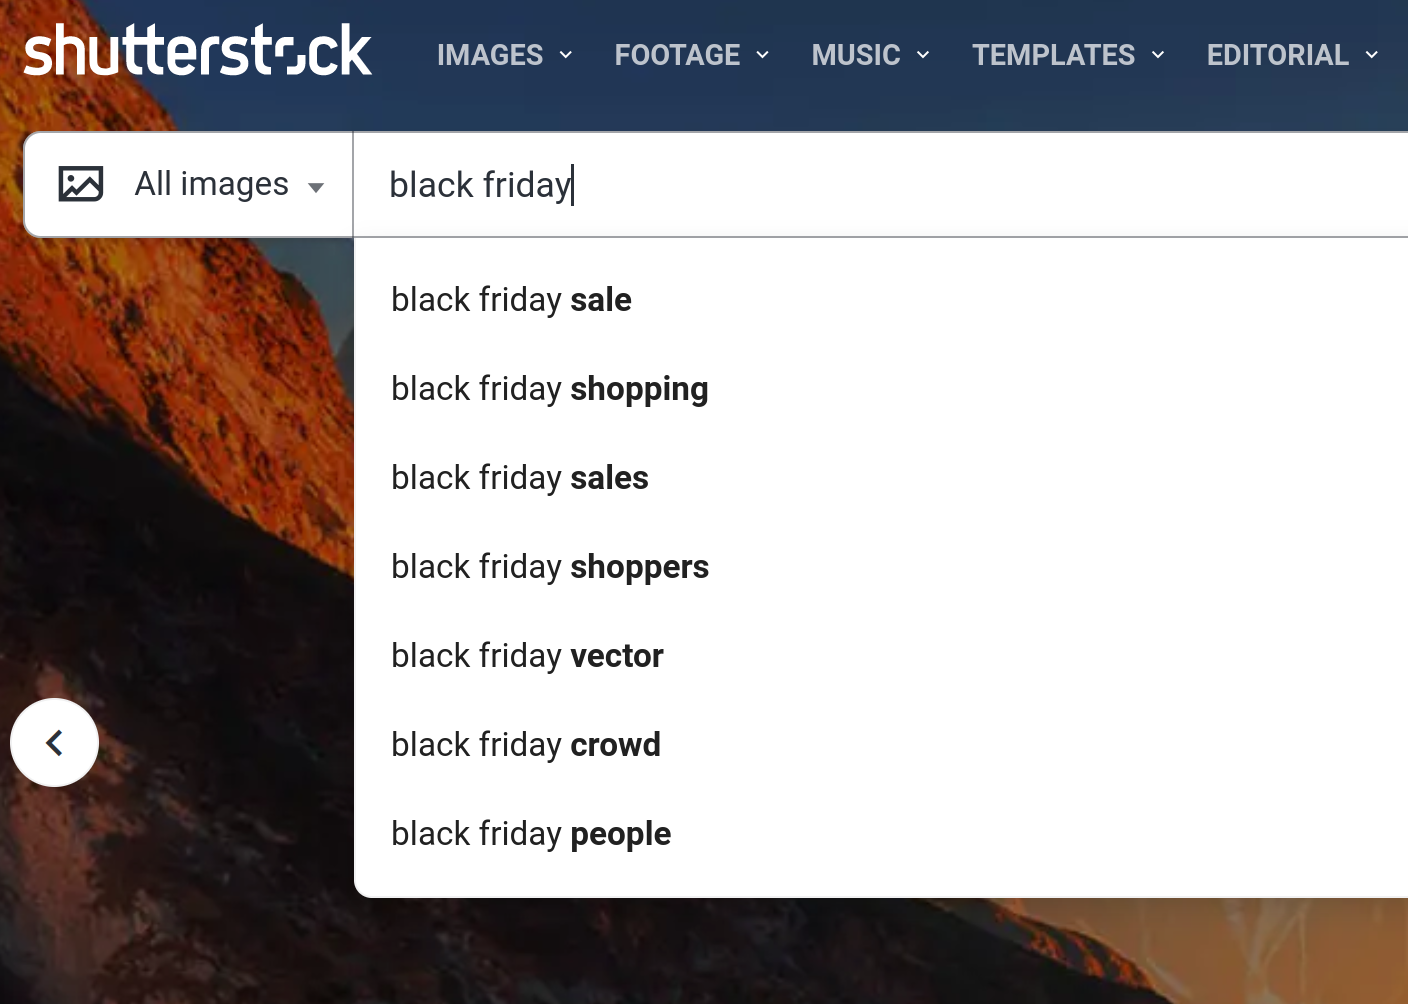 shutterstock
IMAGES FOOTAGE MUSIC TEMPLATES EDITORIAL
All images black friday
black friday sale
black friday shopping
black friday sales
black friday shoppers
black friday vector
black friday crowd
black friday people